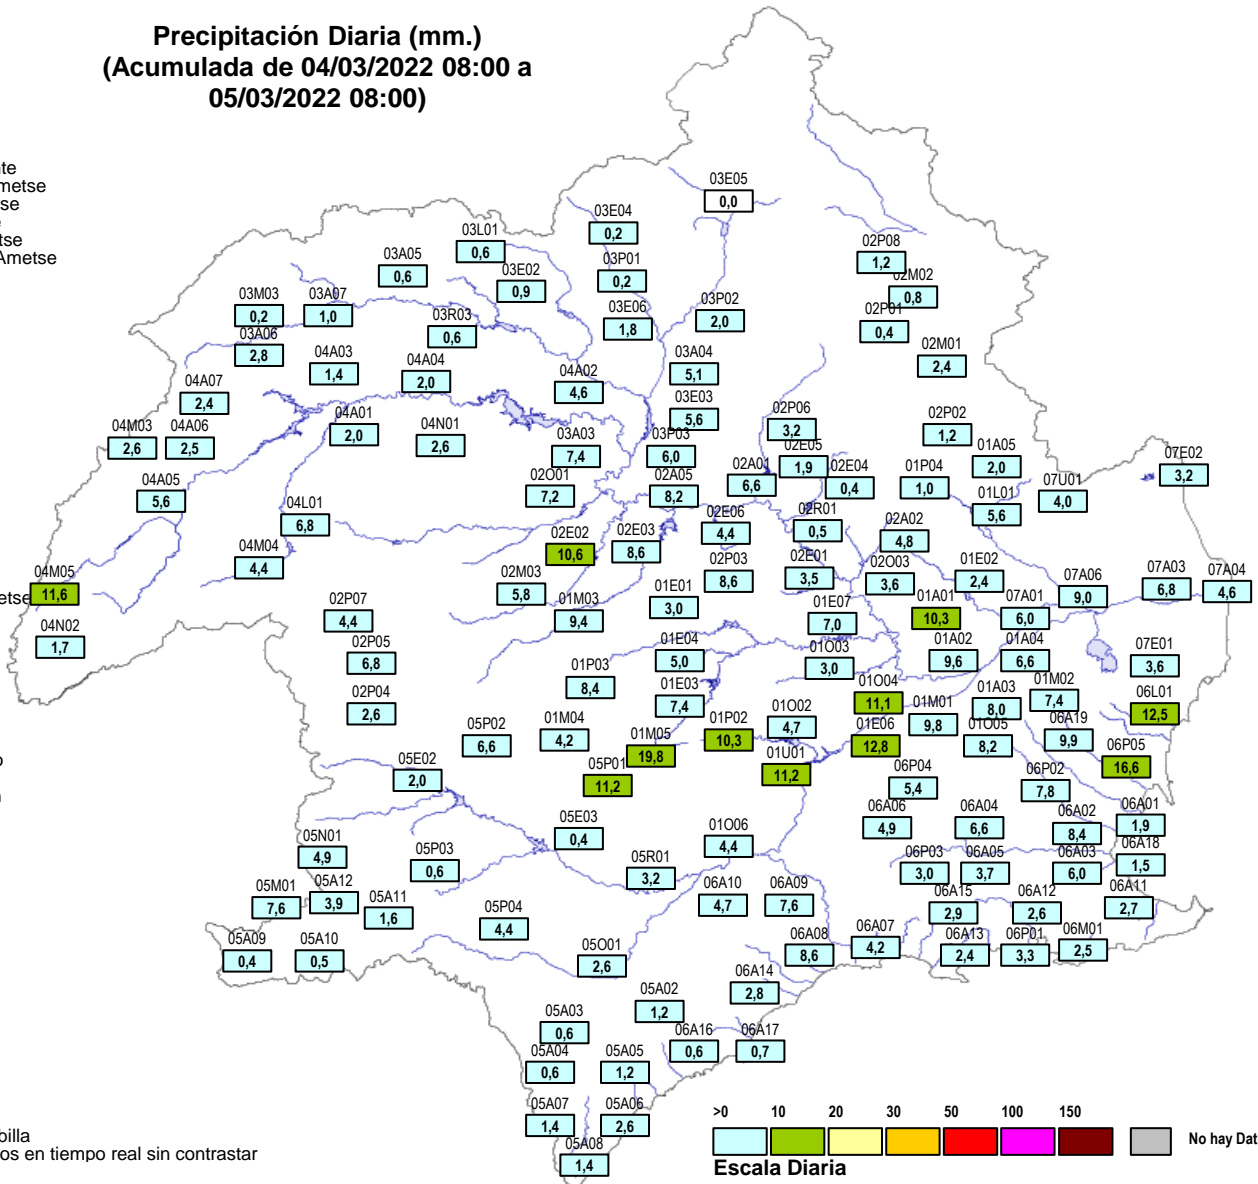 Precipitación Diaria (mm.)
(Acumulada de 04/03/2022 08:00 a
05/03/2022 08:00)
nte
metse
tse
e
tse
Ametse
03E05
0,0
03E04
0,2
03L01
0,6
03A05
0,6
03E02
0,9
03P01
0,2
02P08
1,2
02M02
0,8
03M03
0,2
03A07
1,0
03R03
0,6
03E06
1,8
03P02
2,0
02P01
0,4
03A06
2,8
04A03
1,4
04A04
2,0
04A02
4,6
03A04
5,1
02M01
2,4
04A07
2,4
04A01
2,0
04N01
2,6
03E03
5,6
02P06
3,2
02P02
1,2
04M03
2,6
04A06
2,5
03A03
7,4
03P03
6,0
02E05
1,9
01A05
2,0
07E02
3,2
04A05
5,6
02O01
7,2
02A05
8,2
02A01
6,6
02E04
0,4
01P04
1,0
07U01
4,0
04L01
6,8
02E06
4,4
02R01
0,5
01L01
5,6
02E02
10,6
02E03
8,6
02A02
4,8
04M04
4,4
04M05
11,6
etse
02M03
5,8
02P03
8,6
02E01
3,5
02O03
3,6
01E02
2,4
07A06
9,0
07A03
6,8
07A04
4,6
02P07
4,4
01M03
9,4
01E01
3,0
01E07
7,0
01A01
10,3
07A01
6,0
04N02
1,7
02P05
6,8
01E04
5,0
01O03
3,0
01A02
9,6
01A04
6,6
07E01
3,6
01P03
8,4
02P04
2,6
01E03
7,4
01O04
11,1
01A03
8,0
01M02
7,4
06L01
12,5
05P02
6,6
01M04
4,2
01M05
19,8
01P02
10,3
01O02
4,7
01E06
12,8
01M01
9,8
01O05
8,2
06A19
9,9
06P05
16,6
o
n
05E02
2,0
05P01
11,2
01U01
11,2
06P04
5,4
06P02
7,8
05E03
0,4
01O06
4,4
06A06
4,9
06A04
6,6
06A02
8,4
06A01
1,9
05N01
4,9
05P03
0,6
05R01
3,2
06P03
3,0
06A05
3,7
06A03
6,0
06A18
1,5
05M01
7,6
05A12
3,9
05A11
1,6
06A10
4,7
06A09
7,6
06A15
2,9
06A12
2,6
06A11
2,7
05P04
4,4
05A09
0,4
05A10
0,5
05O01
2,6
06A08
8,6
06A07
4,2
06A13
2,4
06P01
3,3
06M01
2,5
06A14
2,8
05A02
1,2
05A03
0,6
06A16
0,6
06A17
0,7
05A04
0,6
05A05
1,2
05A07
1,4
05A06
2,6
05A08
1,4
>0 10 20 30 50 100 150
No hay Dat
Escala Diaria
billa
os en tiempo real sin contrastar